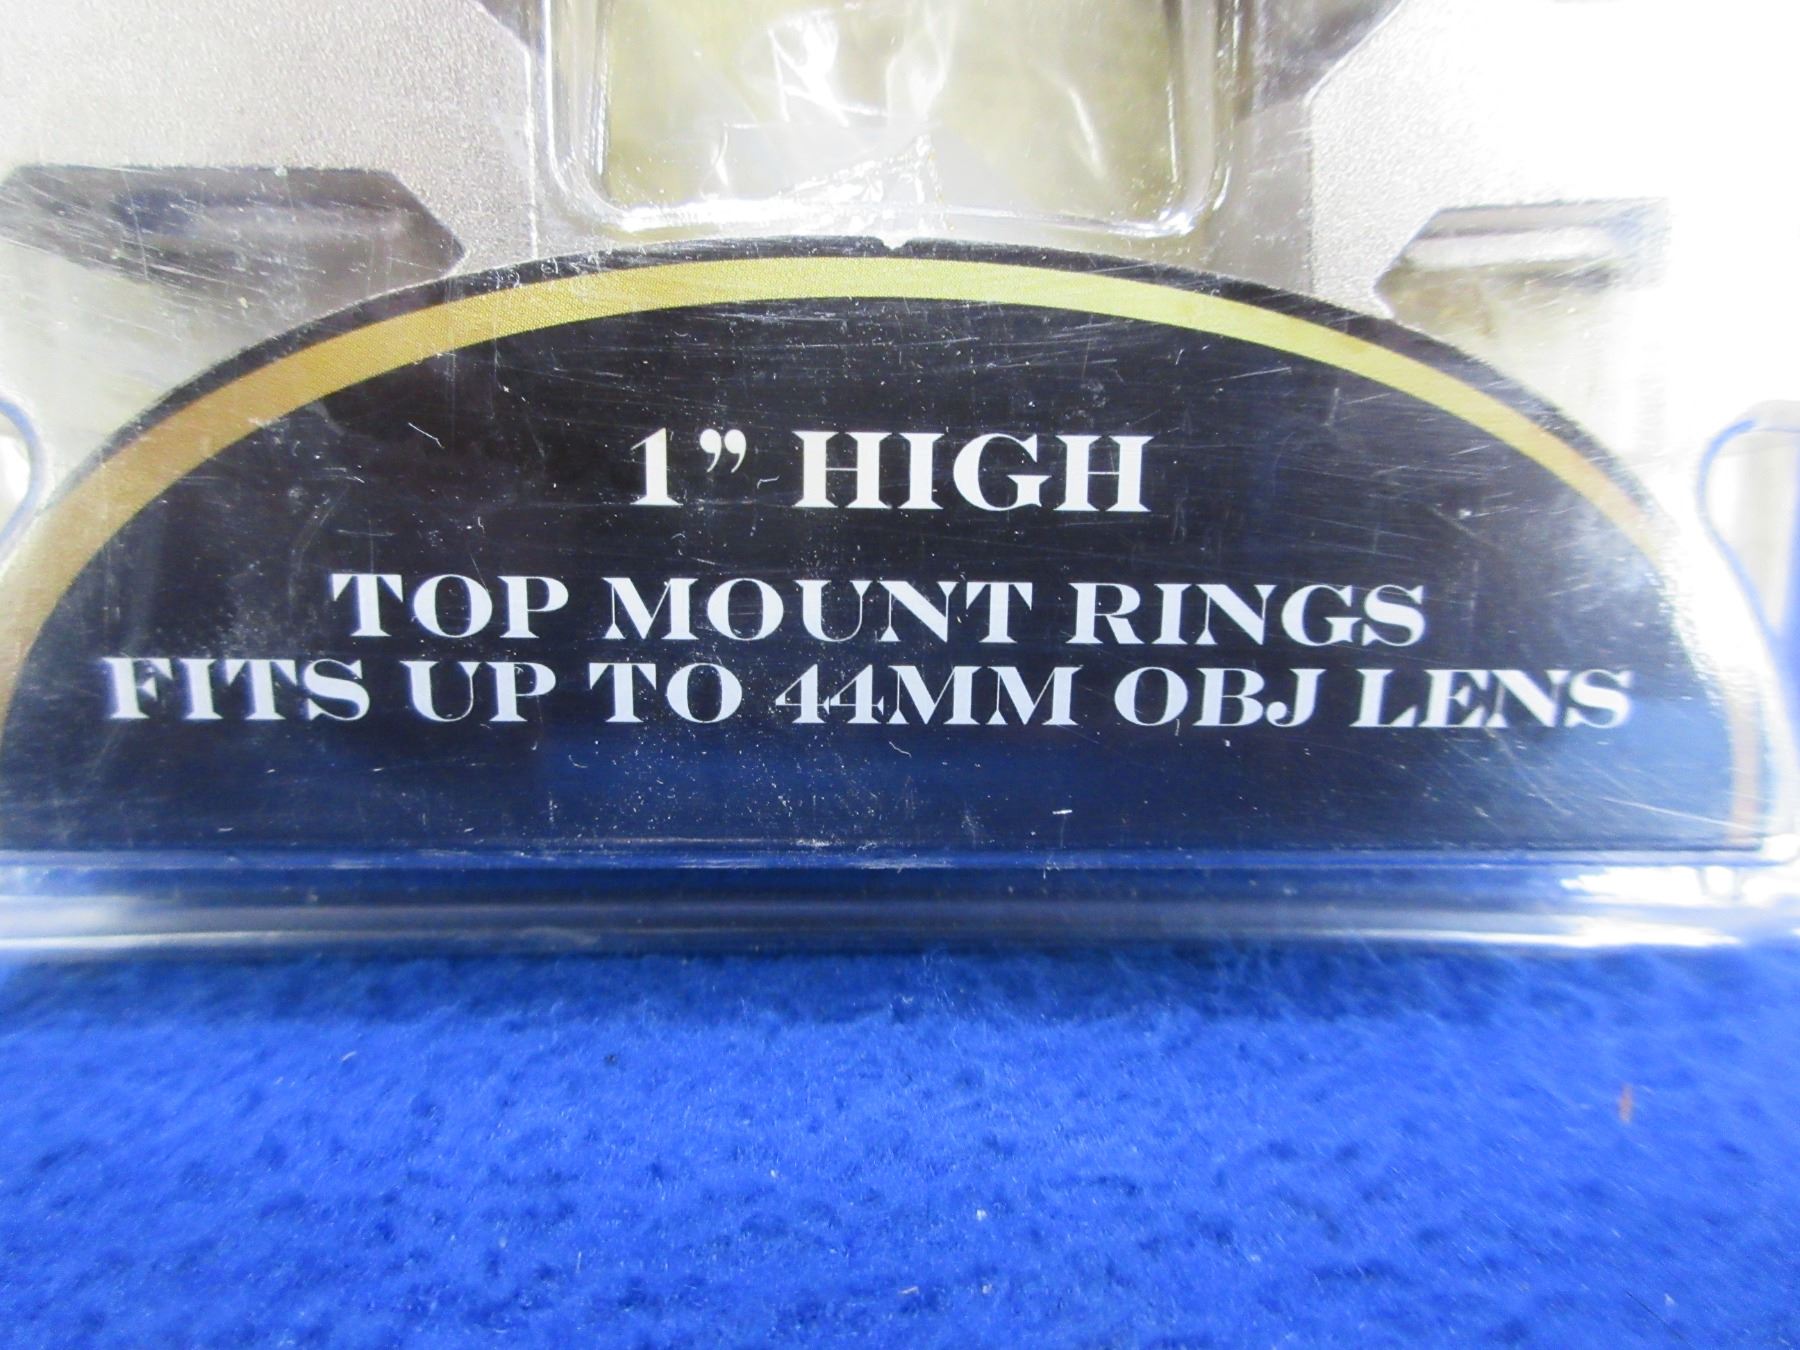 1” HIGH
TOP MOUNT RINGS
FITS UP TO 44MM OBJ LENS